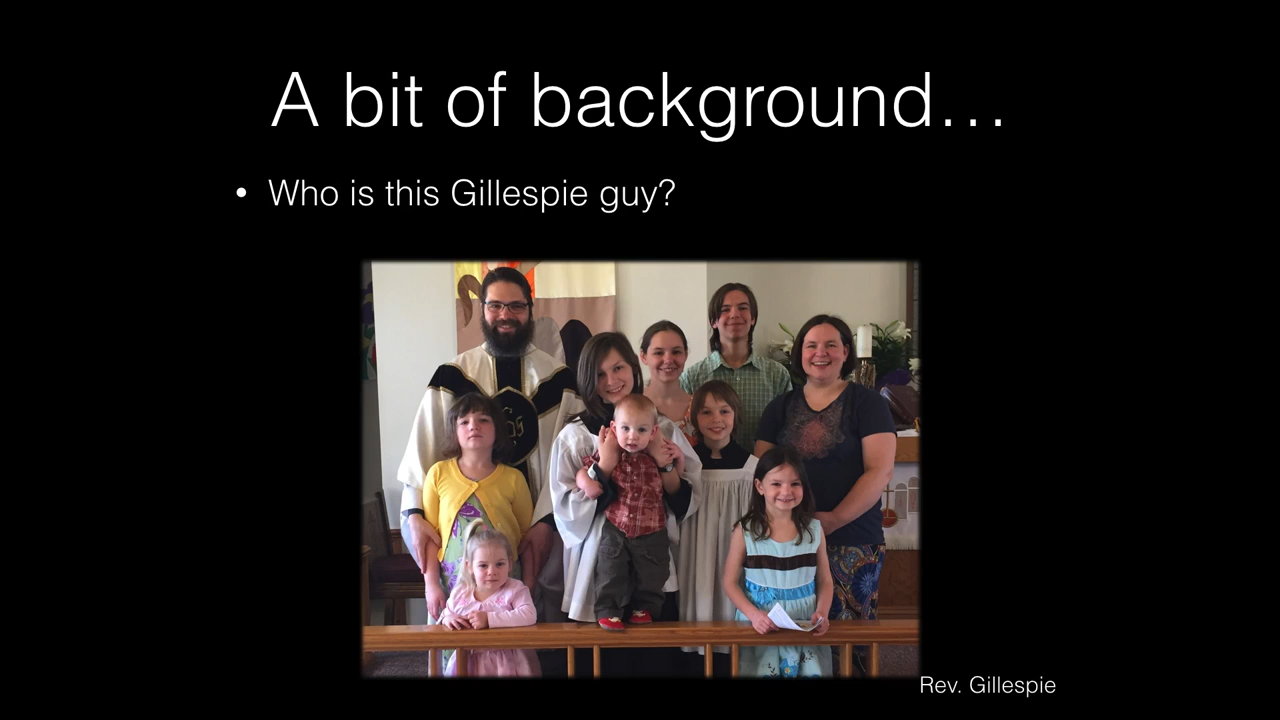 A bit of background…
• Who is this Gillespie guy?
Rev. Gillespie